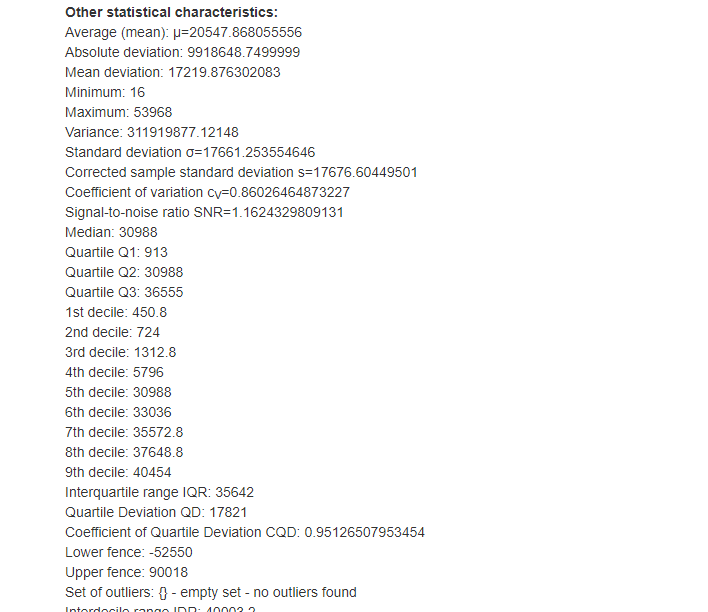 Other statistical characteristics:
Average (mean): μ=20547.868055556
Absolute deviation: 9918648.7499999
Mean deviation: 17219.876302083
Minimum: 16
Maximum: 53968
Variance: 311919877.12148
Standard deviation σ=17661.253554646
Corrected sample standard deviation s=17676.60449501
Coefficient of variation cV=0.86026464873227
Signal-to-noise ratio SNR=1.1624329809131
Median: 30988
Quartile Q1: 913
Quartile Q2: 30988
Quartile Q3: 36555
1st decile: 450.8
2nd decile: 724
3rd decile: 1312.8
4th decile: 5796
5th decile: 30988
6th decile: 33036
7th decile: 35572.8
8th decile: 37648.8
9th decile: 40454
Interquartile range IQR: 35642
Quartile Deviation QD: 17821
Coefficient of Quartile Deviation CQD: 0.95126507953454
Lower fence: -52550
Upper fence: 90018
Set of outliers: {} - empty set - no outliers found
Interdecile range IDR: 40003.2